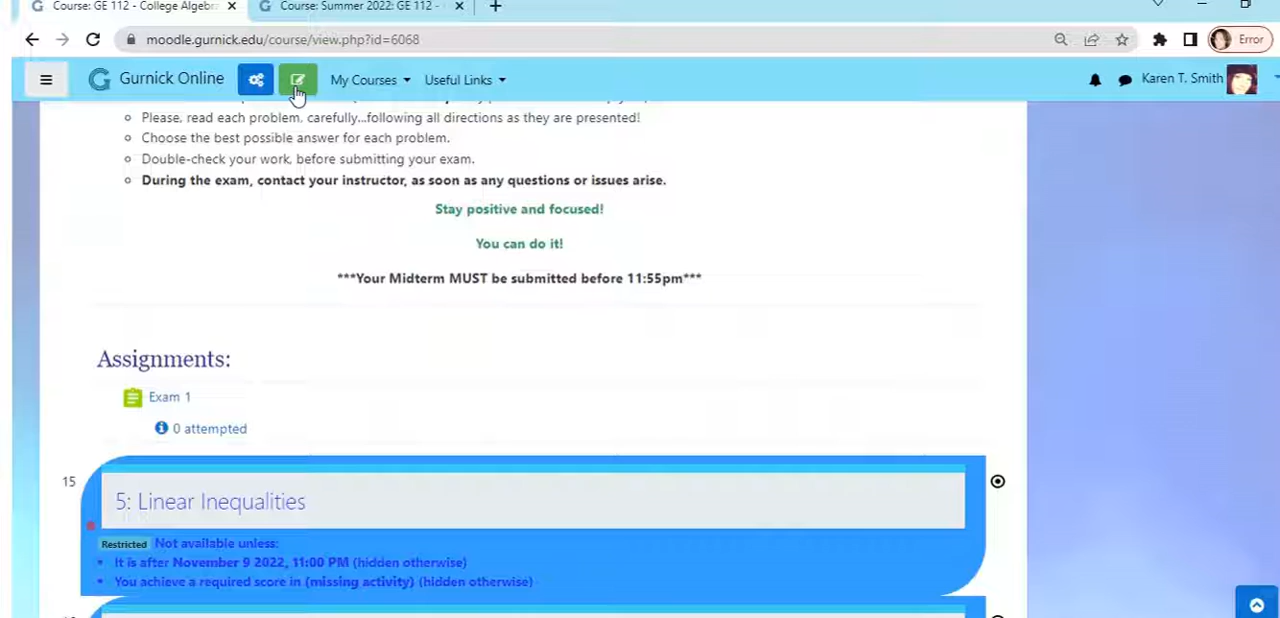 Course: GE 112 - College Algebr
Course: Summer 2022: GE 112 -
moodle.gurnick.edu/course/view.php?id=6068
Error
Gurnick Online
My Courses
Useful Links
Karen T. Smith
Please, read each problem, carefully...following all directions as they are presented!
Choose the best possible answer for each problem.
Double-check your work, before submitting your exam.
During the exam, contact your instructor, as soon as any questions or issues arise.
Stay positive and focused!
You can do it!
***Your Midterm MUST be submitted before 11:55pm***
Assignments:
Exam 1
0 attempted
15
5: Linear Inequalities
Restricted Not available unless:
It is after November 9 2022, 11:00 PM (hidden otherwise)
You achieve a required score in (missing activity) (hidden otherwise)